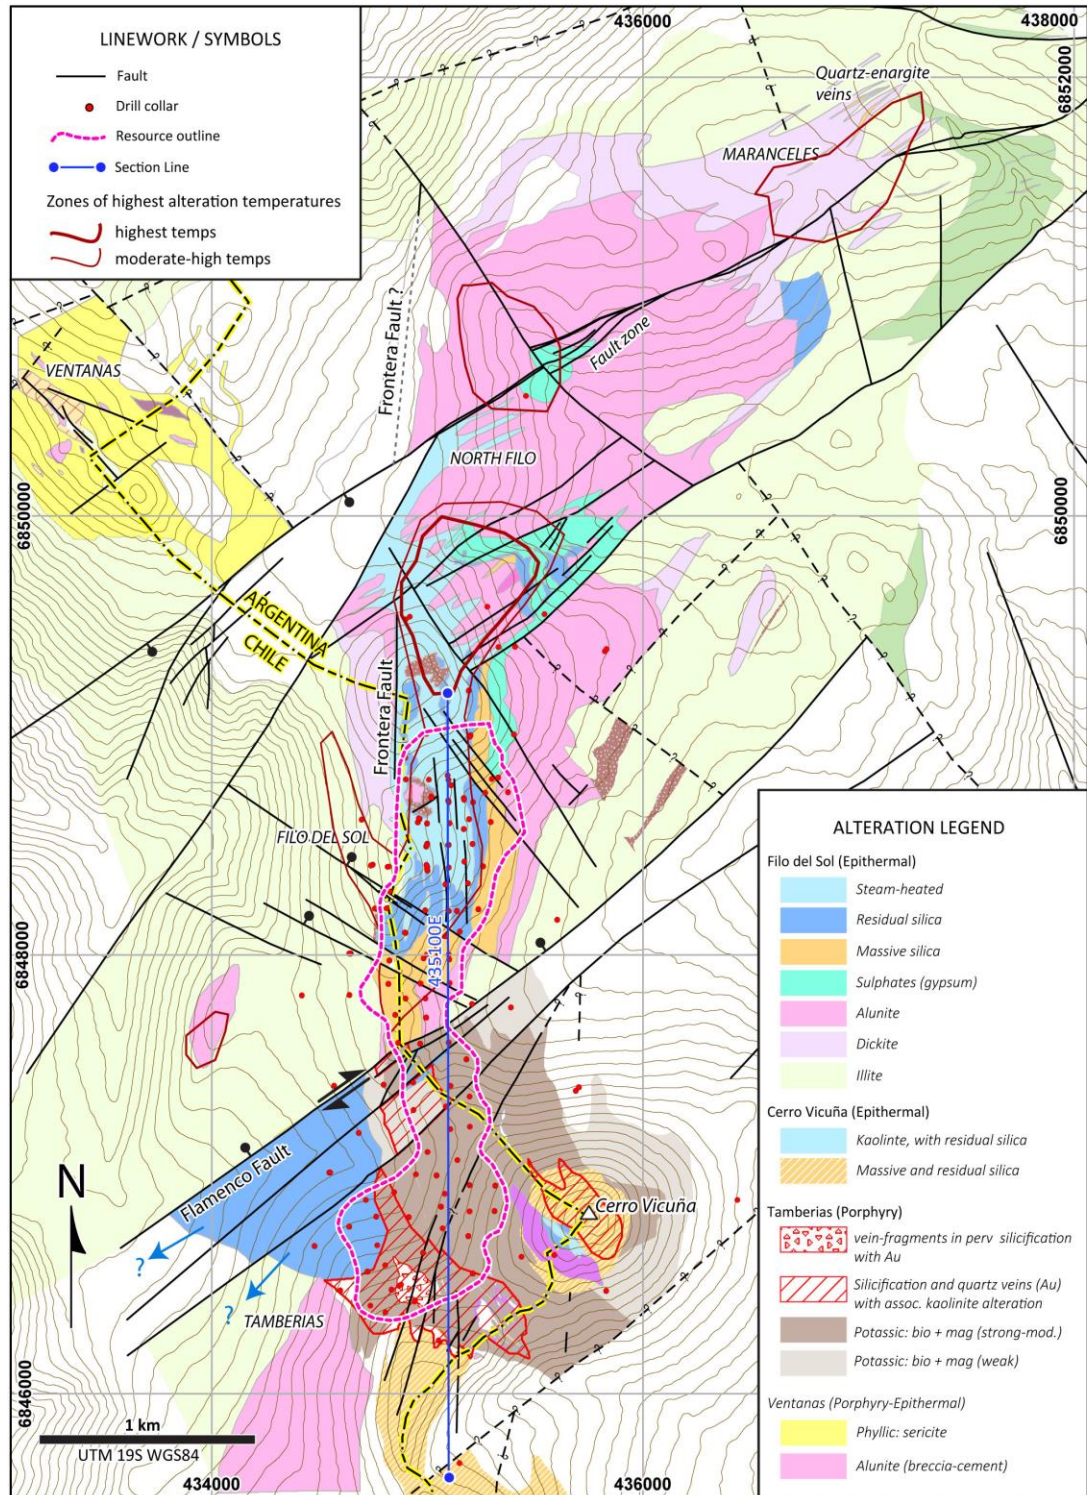 LINEWORK / SYMBOLS
Fault
Drill collar
Resource outline
Section Line
Zones of highest alteration temperatures
highest temps
moderate-high temps
436000
438000
6852000
Quartz-enargite
veins
MARANCELES
Frontera Fault ?
Fault zone
VENTANAS
NORTH FILO
6850000
6850000
ARGENTINA
CHILE
Frontera Fault
FILO DEL SOL
435100E
6848000
Flamenco Fault
N
Cerro Vicuña
?
?
TAMBERIAS
6846000
1 km
UTM 19S WGS84
434000
436000
ALTERATION LEGEND
Filo del Sol (Epithermal)
Steam-heated
Residual silica
Massive silica
Sulphates (gypsum)
Alunite
Dickite
Illite
Cerro Vicuña (Epithermal)
Kaolinte, with residual silica
Massive and residual silica
Tamberias (Porphyry)
vein-fragments in perv silicification
with Au
Silicification and quartz veins (Au)
with assoc. kaolinite alteration
Potassic: bio + mag (strong-mod.)
Potassic: bio + mag (weak)
Ventanas (Porphyry-Epithermal)
Phyllic: sericite
Alunite (breccia-cement)